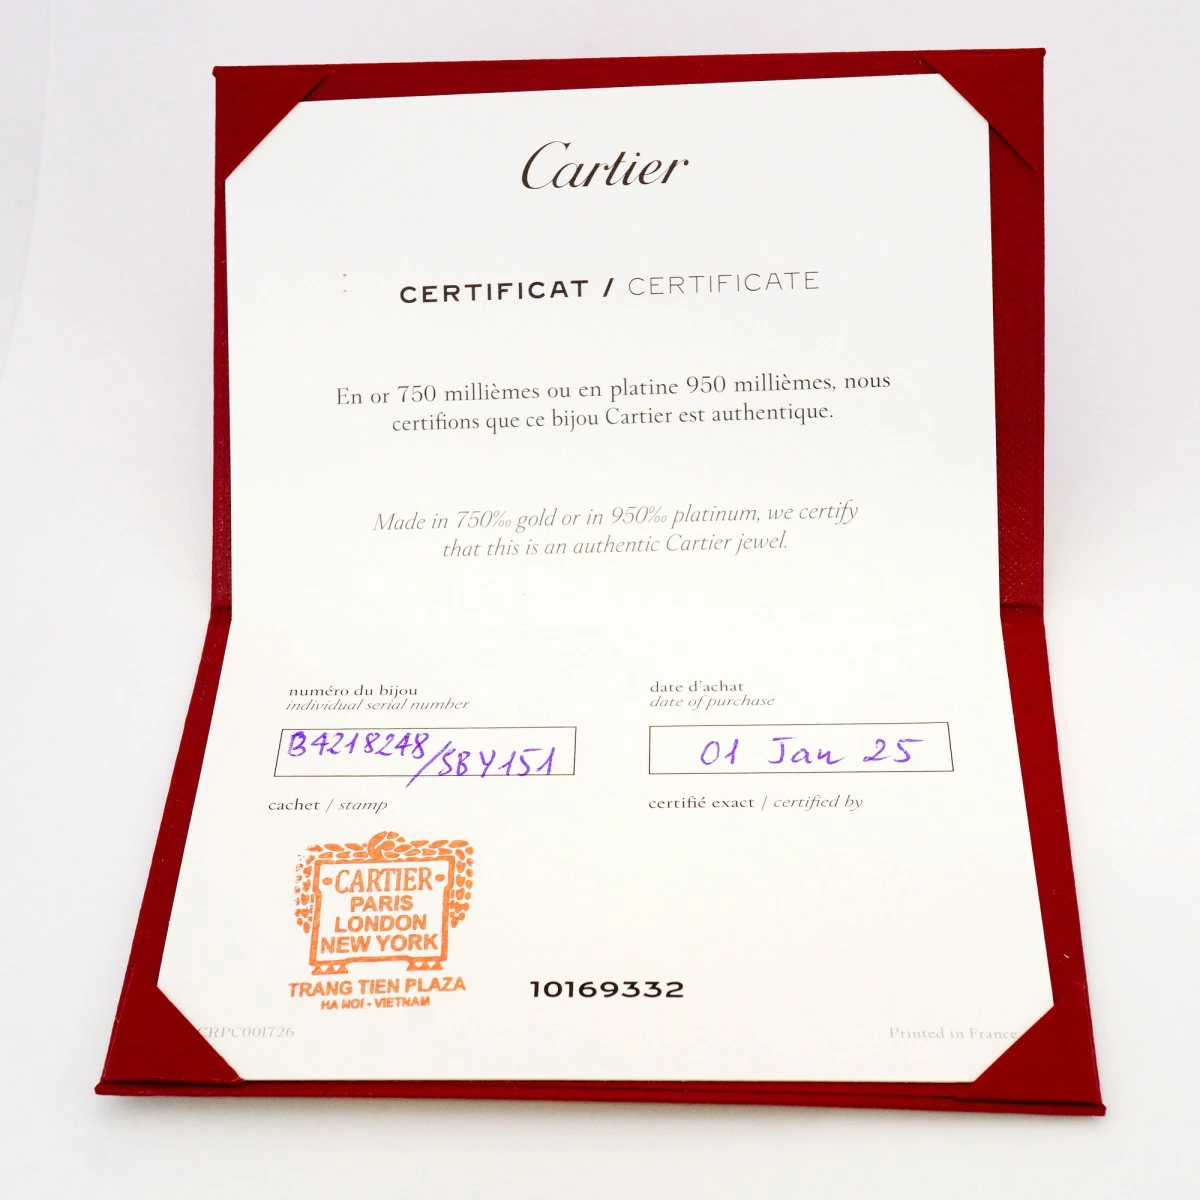 Cartier
CERTIFICAT / CERTIFICATE
En or 750 millièmes ou en platine 950 millièmes, nous
certifions que ce bijou Cartier est authentique.
Made in 750‰ gold or in 950‰ platinum, we certify
that this is an authentic Cartier jewel.
numéro du bijou
individual serial number
B4218248/SBY151
date d'achat
date of purchase
01 Jan 25
cachet / stamp
certifié exact / certified by
CARTIER
PARIS
LONDON
NEW YORK
TRANG TIEN PLAZA
HA NOI - VIETNAM
10169332
CRPC001726
Printed in France